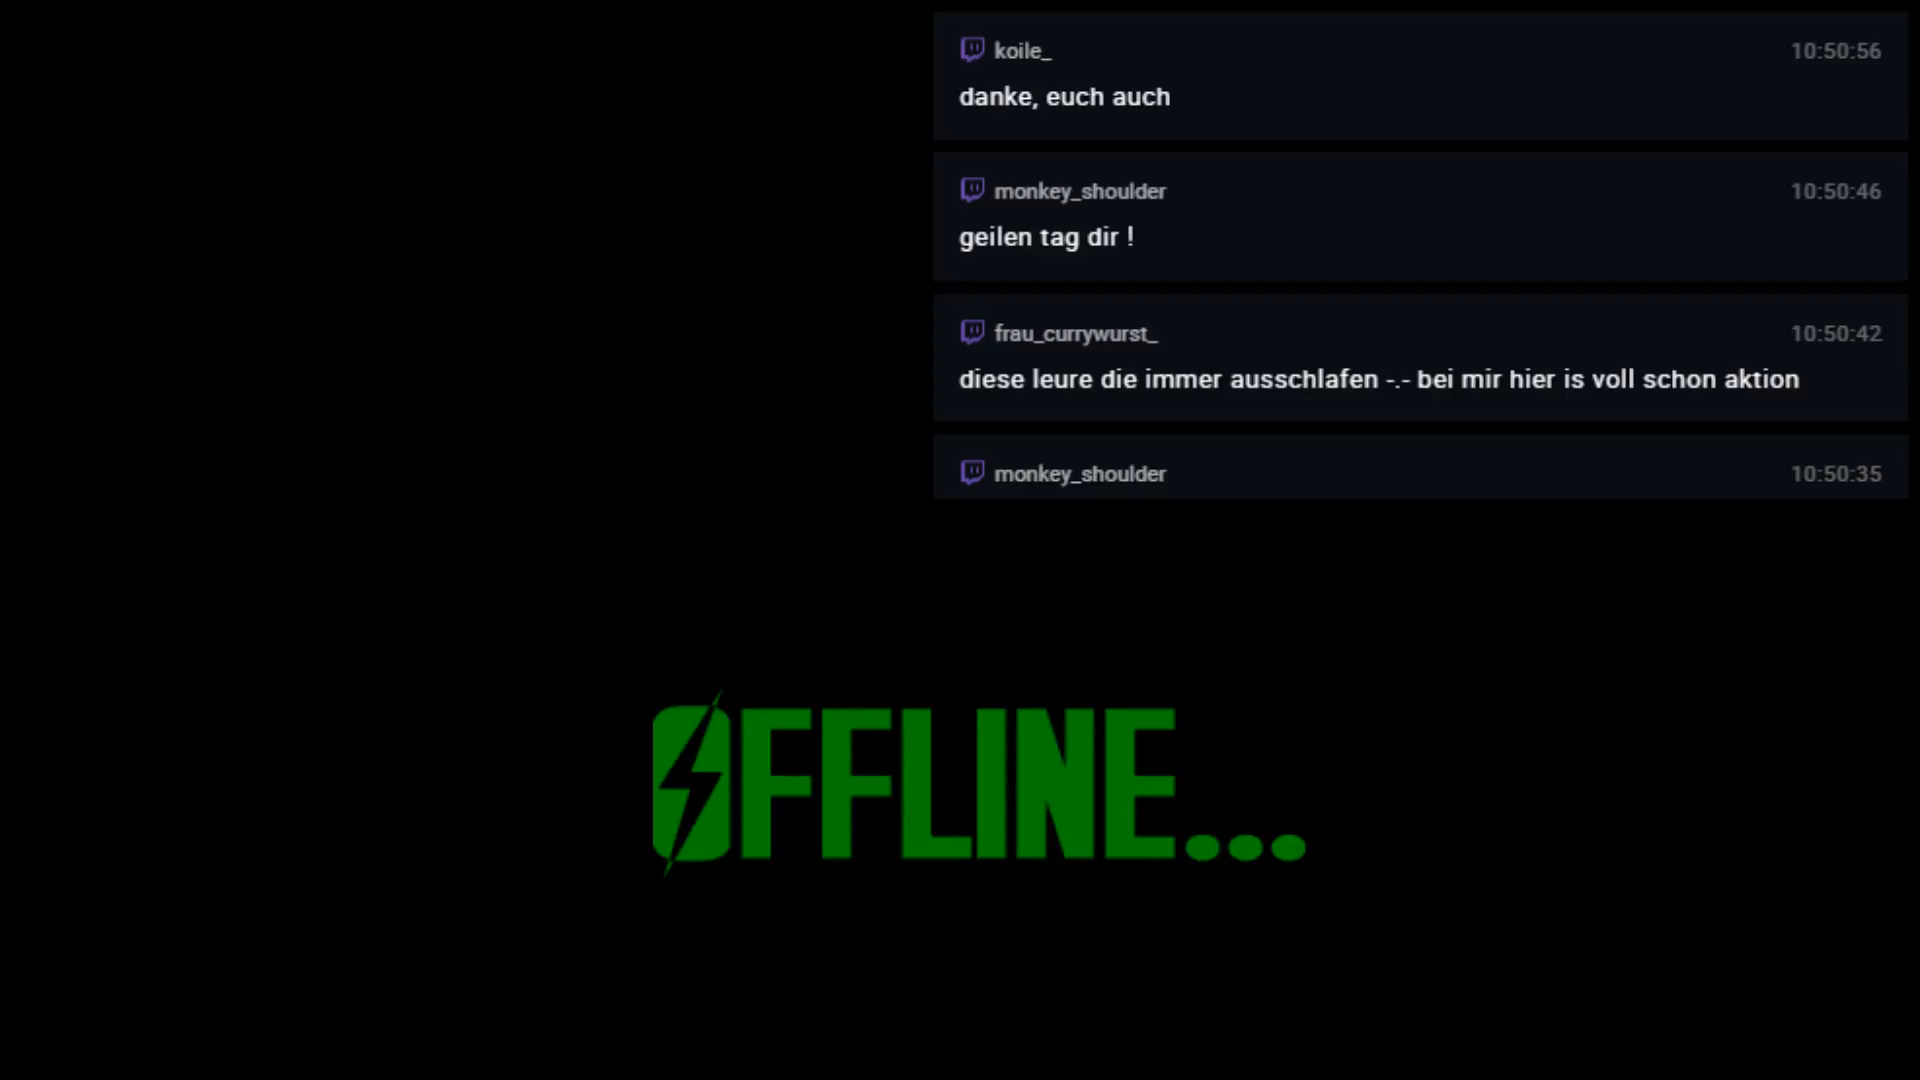 koile_ 10:50:56
danke, euch auch
monkey_shoulder 10:50:46
geilen tag dir !
frau_currywurst_ 10:50:42
diese leure die immer ausschlafen -.- bei mir hier is voll schon aktion
monkey_shoulder 10:50:35
OFFLINE...